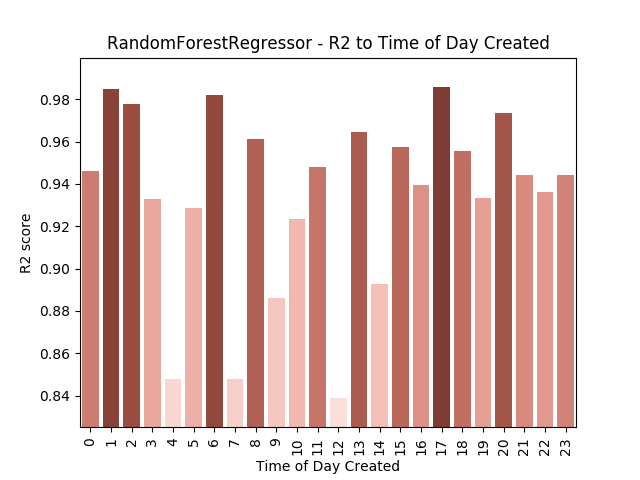 RandomForestRegressor - R2 to Time of Day Created
0.98
0.96
0.94
0.92
0.90
0.88
0.86
0.84
R2 score
0 1 2 3 4 5 6 7 8 9 10 11 12 13 14 15 16 17 18 19 20 21 22 23
Time of Day Created